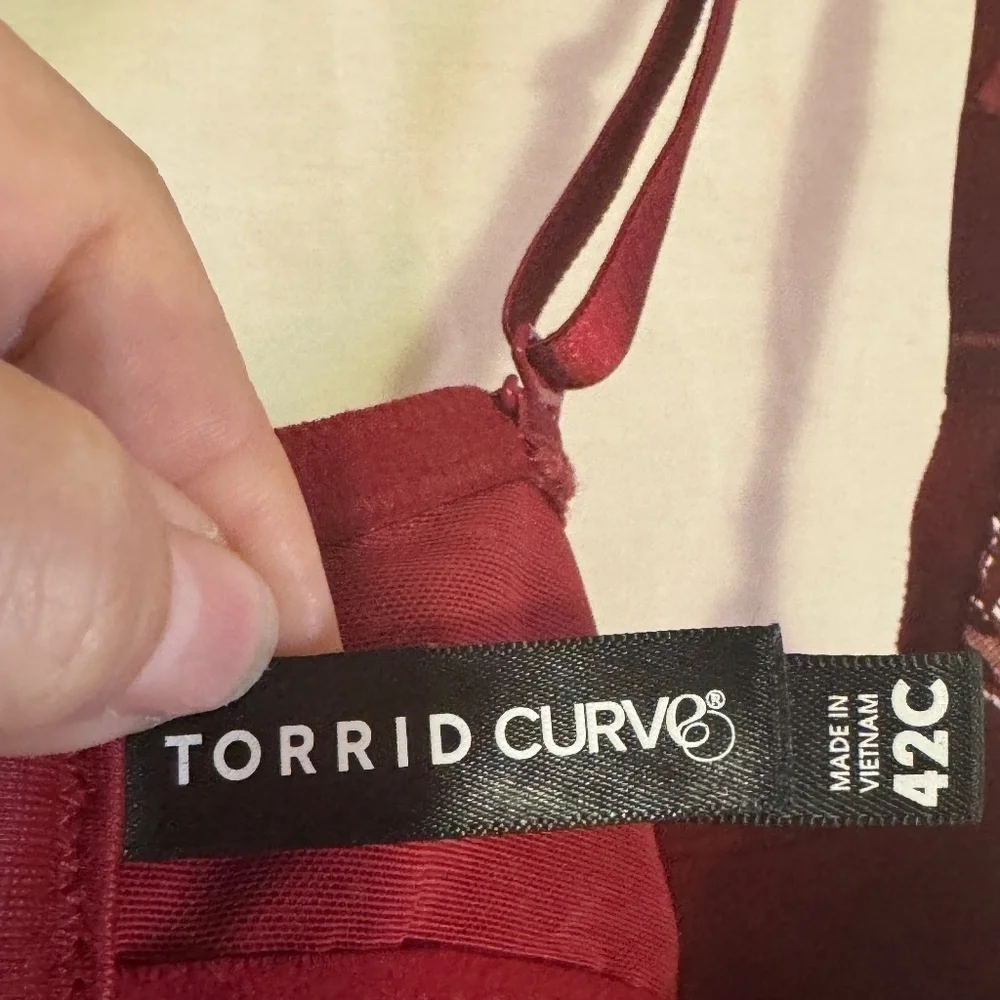 TORRID CURVE®
MADE IN
VIETNAM
42C